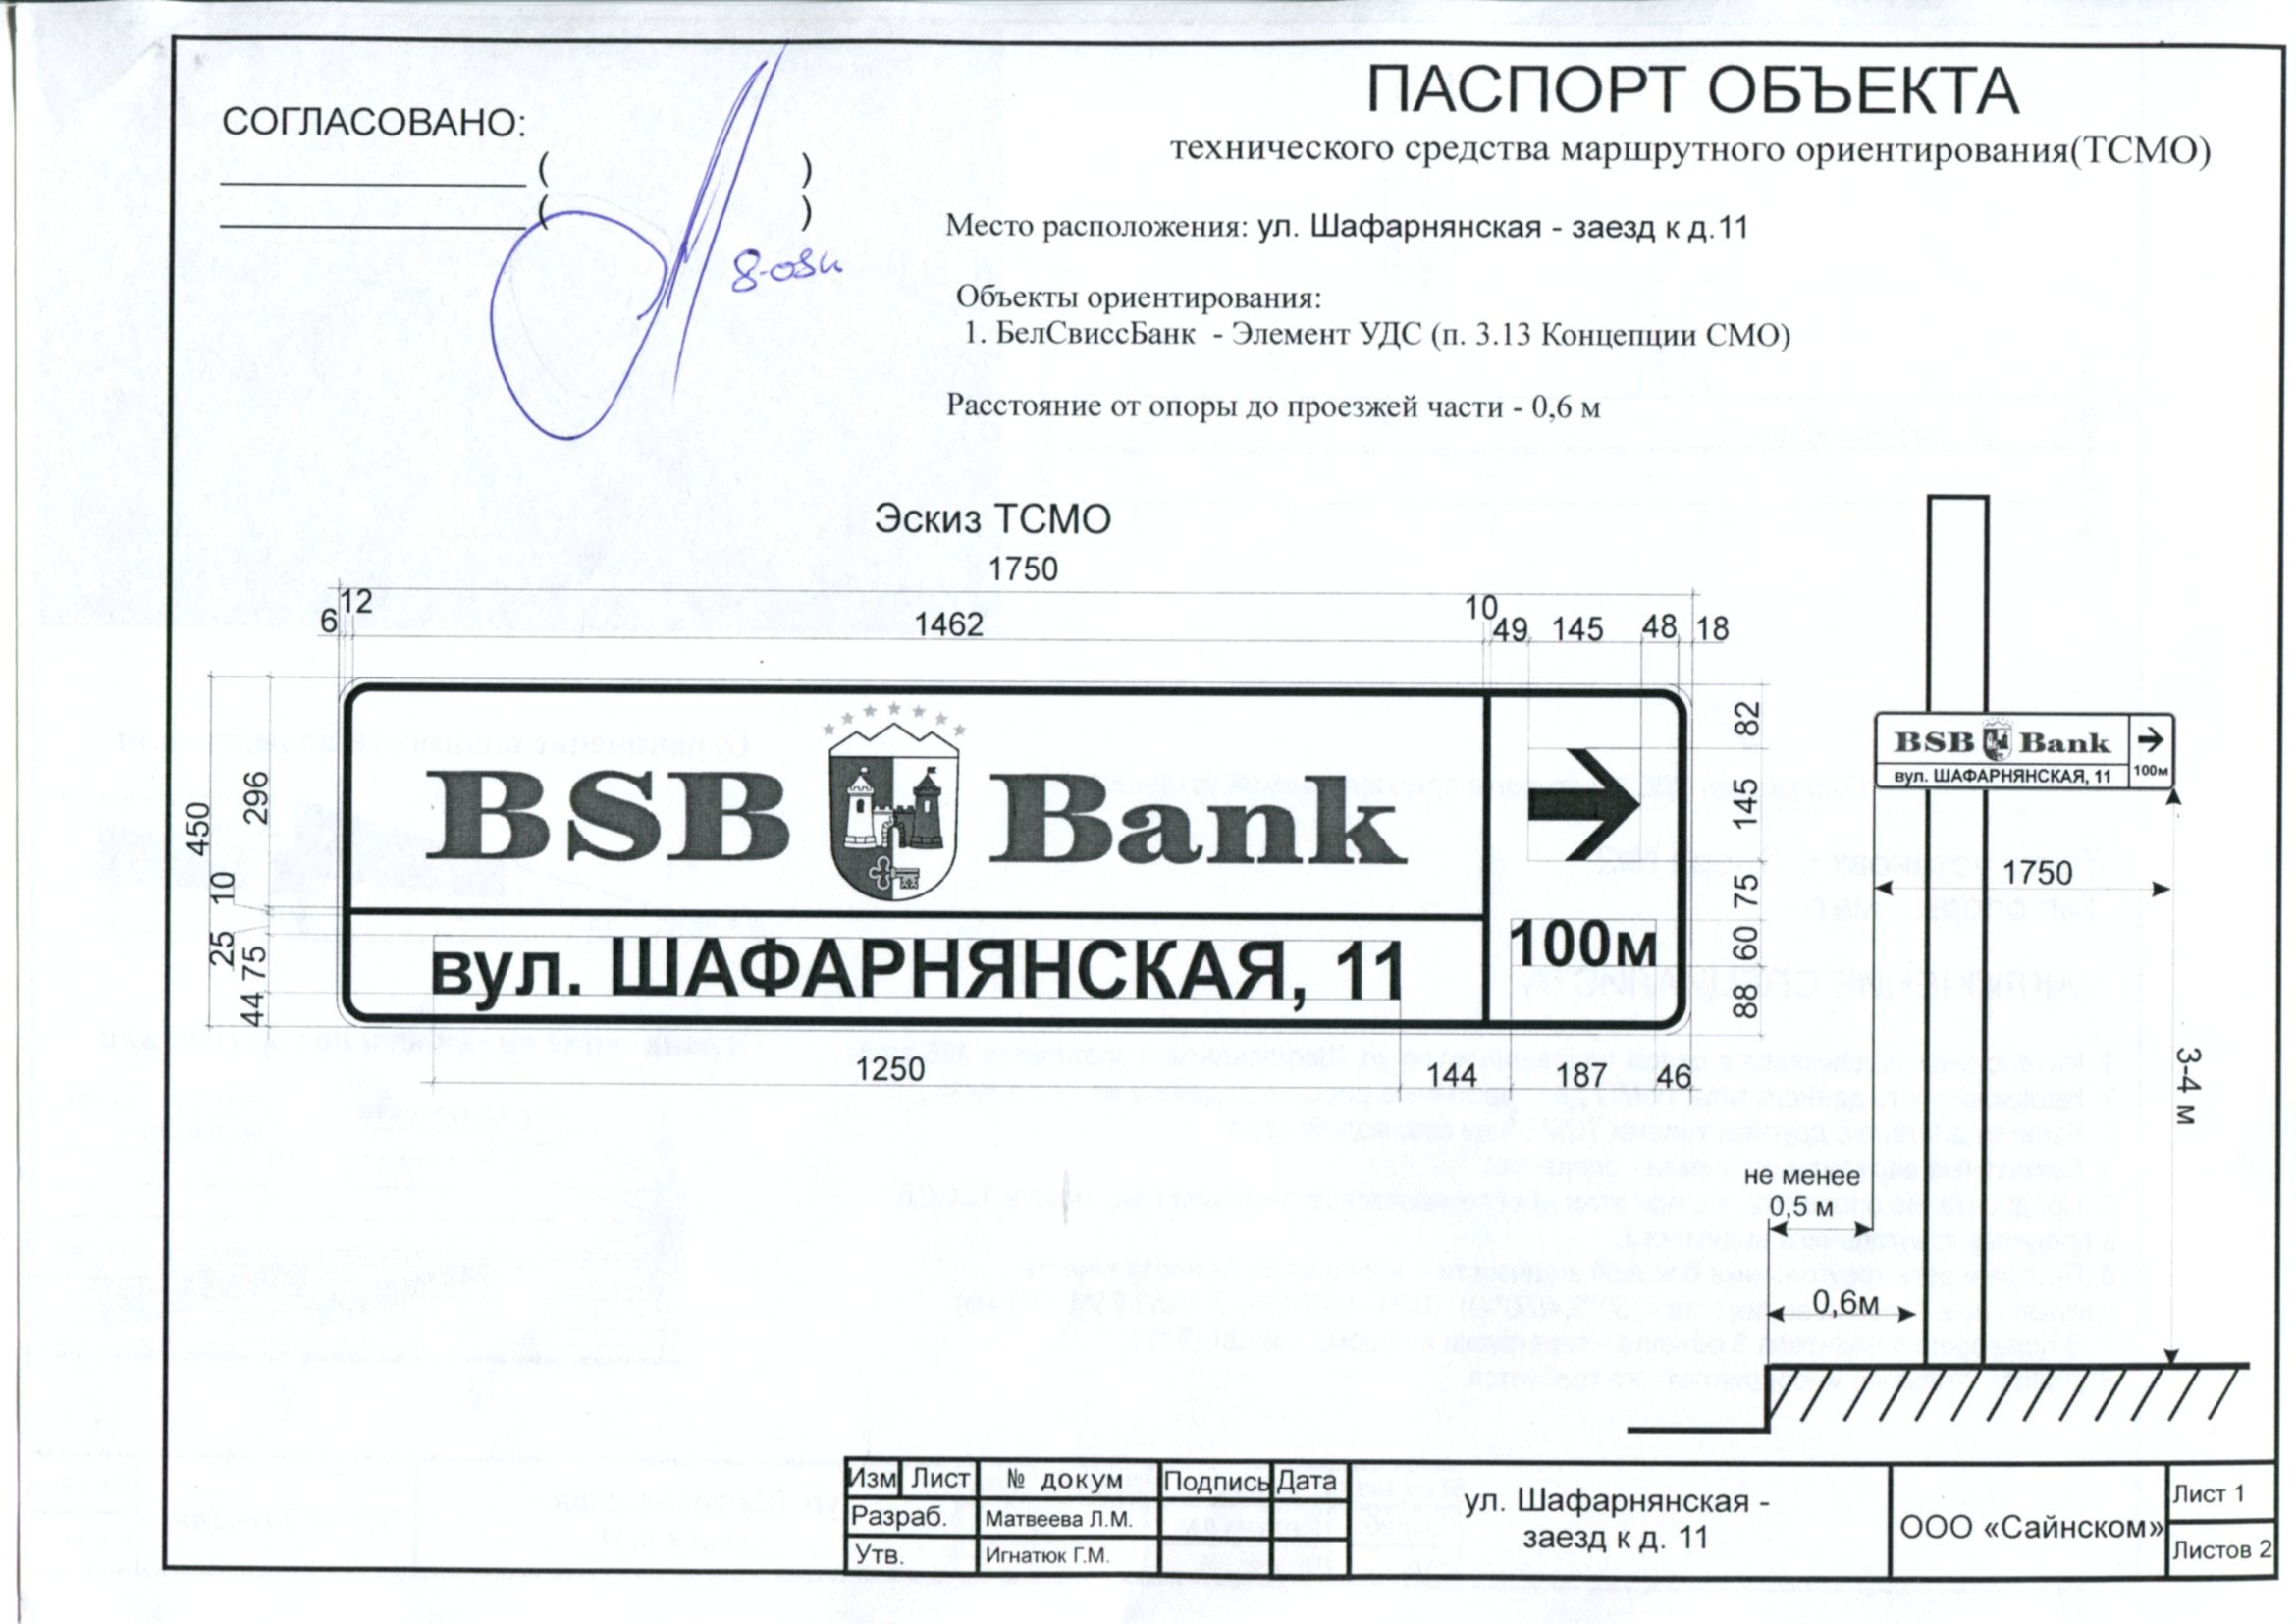 СОГЛАСОВАНО:
ПАСПОРТ ОБЪЕКТА
технического средства маршрутного ориентирования(ТСМО)
Место расположения: ул. Шафарнянская - заезд к д.11
Объекты ориентирования:
1. БелСвиссБанк - Элемент УДС (п. 3.13 Концепции СМО)
Расстояние от опоры до проезжей части - 0,6 м
Эскиз ТСМО
1750
12
6
1462
10
49
145
48
18
450
296
10
25
75
44
BSB Bank
вул. ШАФАРНЯНСКАЯ, 11
100м
82
145
75
60
88
1250
144
187
46
BSB Bank
вул. ШАФАРНЯНСКАЯ, 11
100м
1750
3-4 м
не менее
0,5 м
0,6м
Изм Лист № докум Подпись Дата
Разраб. Матвеева Л.М.
Утв. Игнатюк Г.М.
ул. Шафарнянская -
заезд к д. 11
ООО «Сайнском»
Лист 1
Листов 2